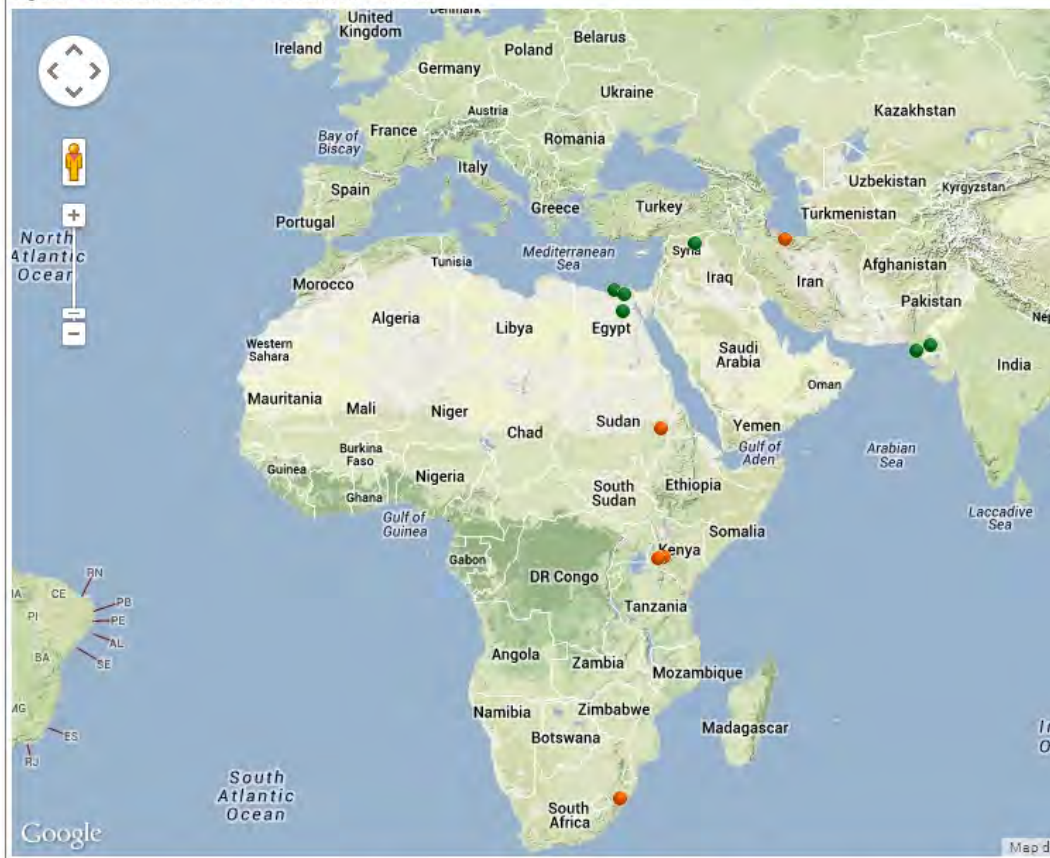 United
Kingdom
Ireland
Belarus
Poland
Germany
Ukraine
Kazakhstan
Austria
Bay of
Biscay
France
Romania
Italy
Uzbekistan
Kyrgyzstan
Spain
Portugal
Greece
Turkey
Turkmenistan
North
Atlantic
Ocean
Mediterranean
Sea
Tunisia
Syria
Iraq
Iran
Afghanistan
Morocco
Pakistan
Algeria
Libya
Egypt
Western
Sahara
Saudi
Arabia
India
Oman
Mauritania
Mali
Niger
Chad
Sudan
Yemen
Gulf of
Aden
Arabian
Sea
Burkina
Faso
Guinea
Nigeria
Ghana
South
Sudan
Ethiopia
Laccadive
Sea
Gulf of
Guinea
Somalia
Gabon
Kenya
DR Congo
RN
CE
PB
PI
PE
AL
BA
SE
Tanzania
Angola
Zambia
Mozambique
MG
ES
RJ
Namibia
Zimbabwe
Botswana
Madagascar
South
Atlantic
Ocean
South
Africa
Google
Map d